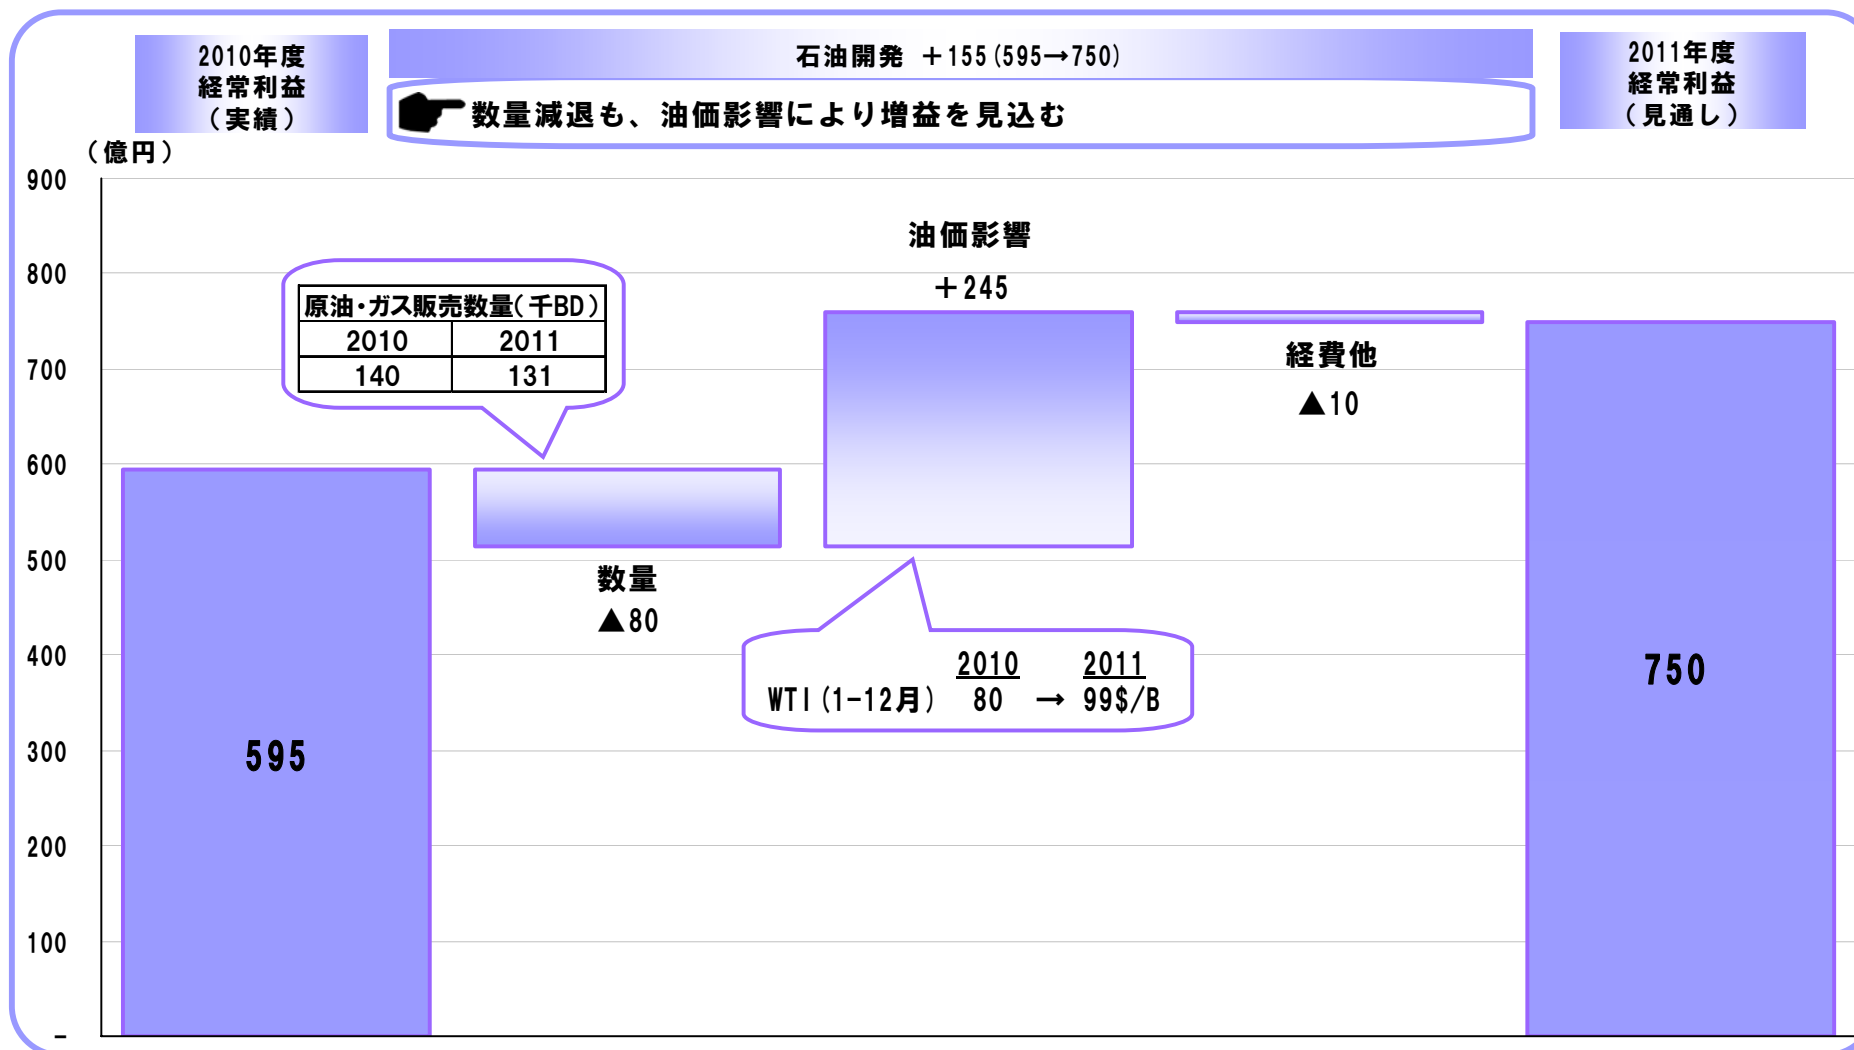 2010年度
経常利益
(実績)
石油開発 +155(595→750)
数量減退も、油価影響により増益を見込む
2011年度
経常利益
(見通し)
(億円)
900
800
700
600
500
400
300
200
100
-
原油・ガス販売数量(千BD)
2010 2011
140 131
油価影響
+245
経費他
▲10
数量
▲80
2010 2011
WTI(1-12月) 80 → 99$/B
595
750